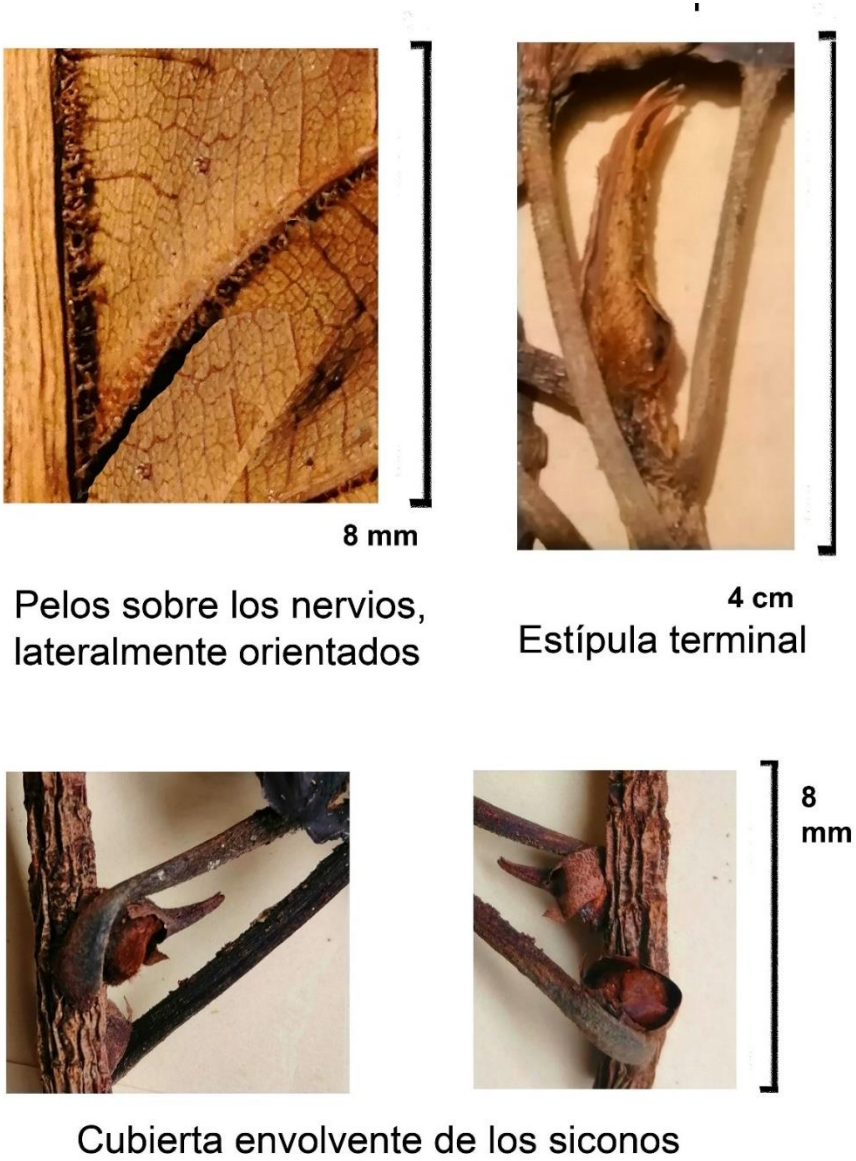 8 mm
Pelos sobre los nervios,
lateralmente orientados
4 cm
Estípula terminal
8
mm
Cubierta envolvente de los siconos